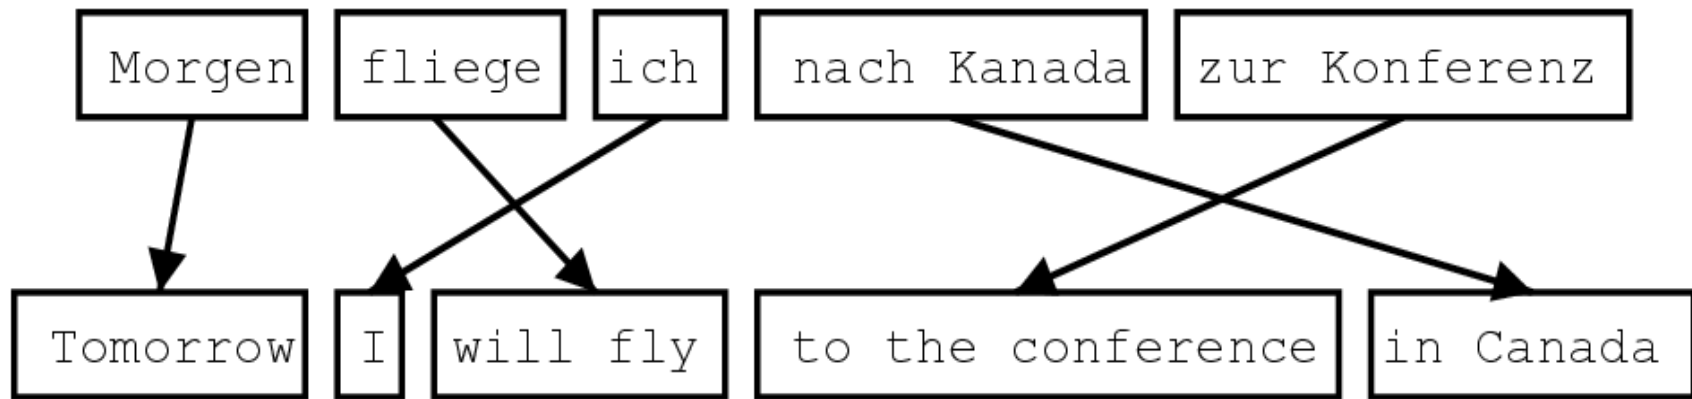 Morgen fliege ich nach Kanada zur Konferenz
Tomorrow I will fly to the conference in Canada